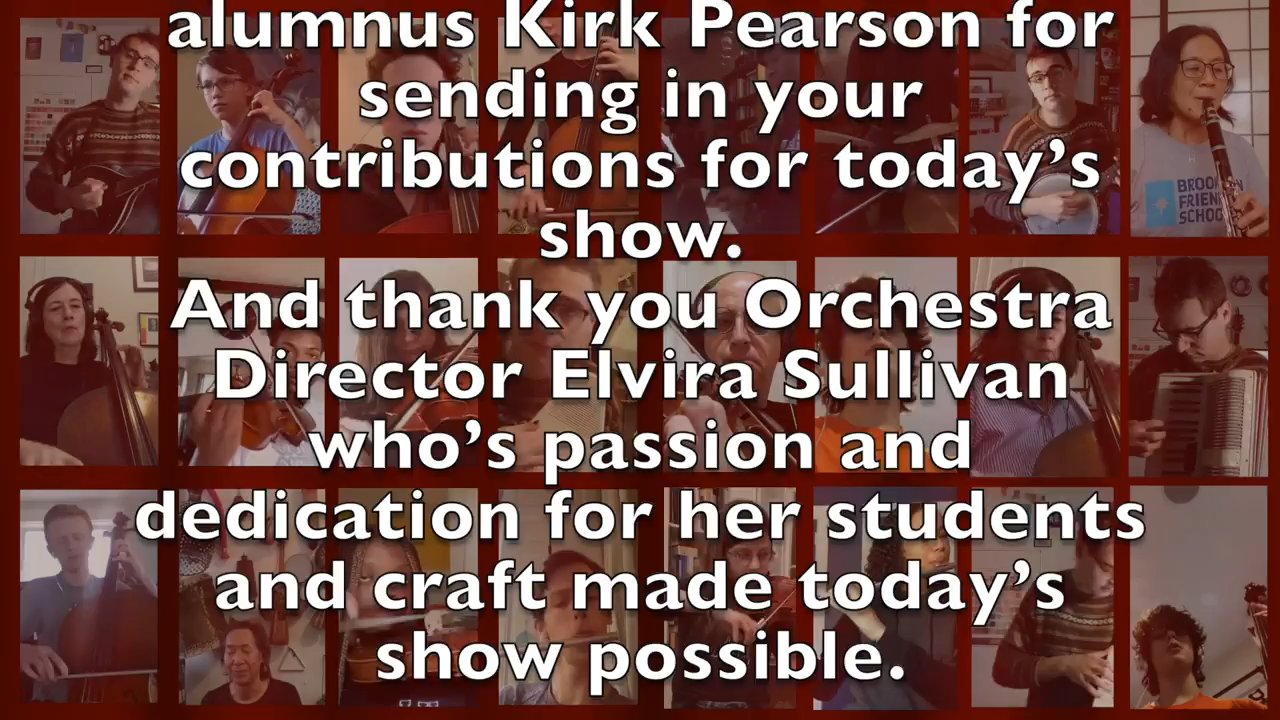 alumnus Kirk Pearson for
sending in your
contributions for today’s
show.
And thank you Orchestra
Director Elvira Sullivan
who’s passion and
dedication for her students
and craft made today’s
show possible.
FRIEN